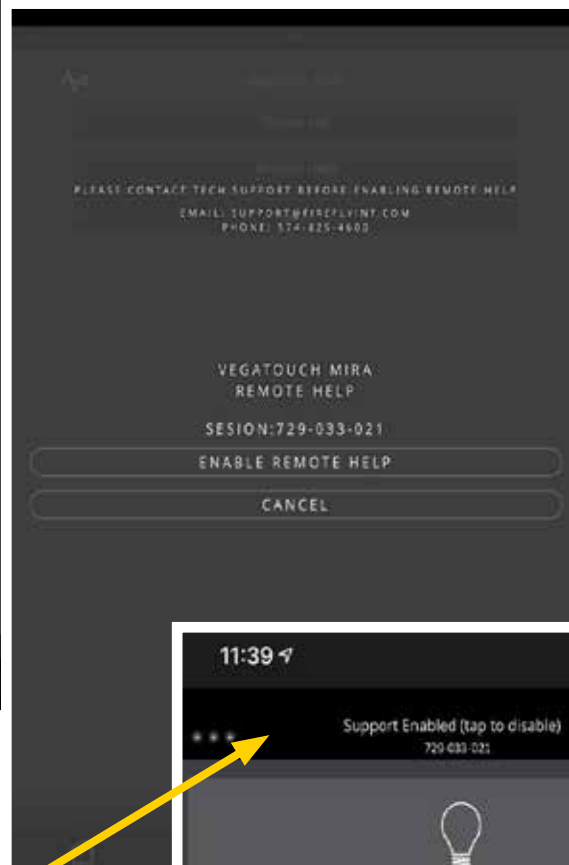 PLEASE CONTACT TECH SUPPORT BEFORE ENABLING REMOTE HELP
EMAIL: SUPPORT@FIREFLYINT.COM
PHONE: 574-825-4600
VEGATOUCH MIRA
REMOTE HELP
SESION:729-033-021
ENABLE REMOTE HELP
CANCEL
11:39
Support Enabled (tap to disable)
729-033-021